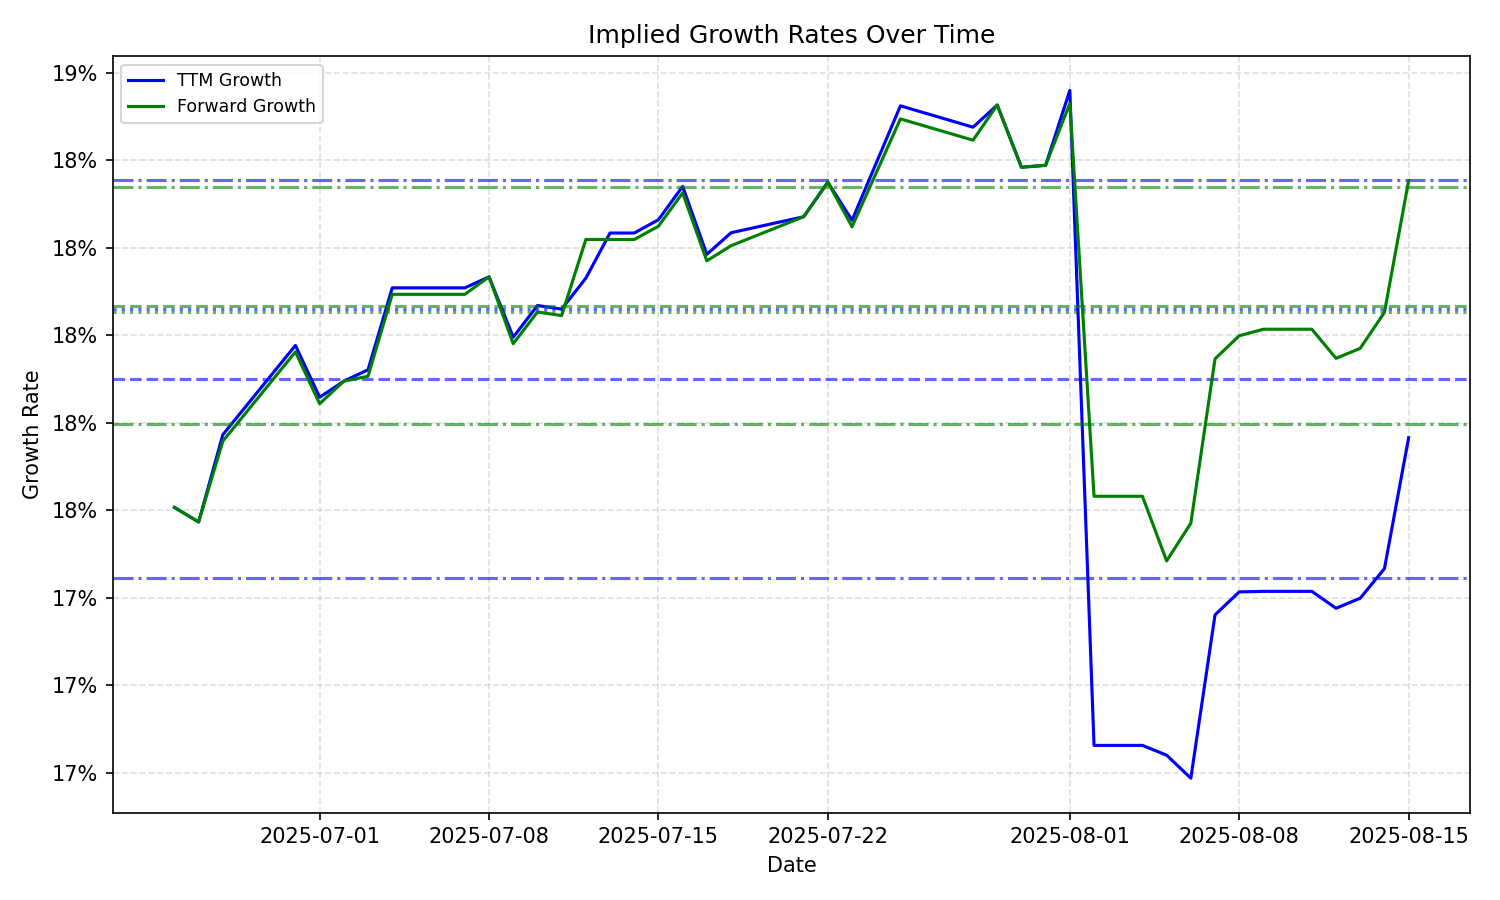 Implied Growth Rates Over Time
TTM Growth
Forward Growth
Growth Rate
19%
18%
18%
18%
18%
18%
17%
17%
17%
2025-07-01 2025-07-08 2025-07-15 2025-07-22 2025-08-01 2025-08-08 2025-08-15
Date